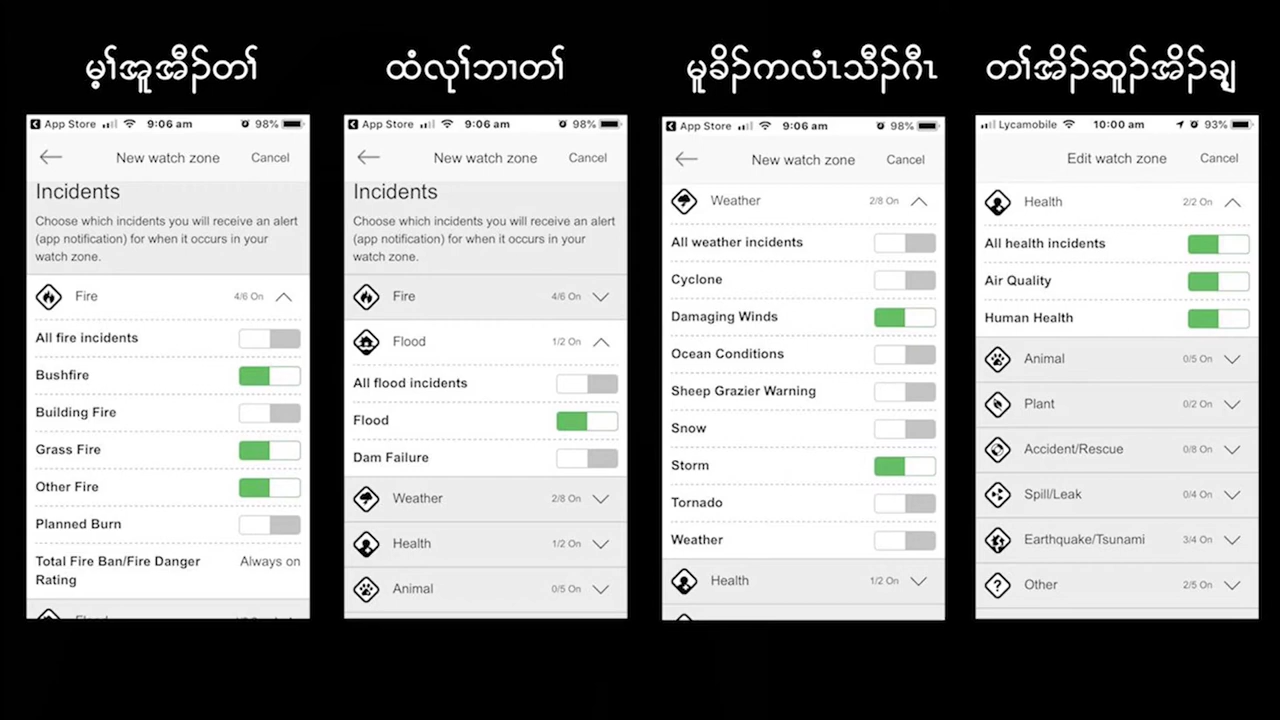 မ့ၢ်အူအီၣ်တၢ်
App Store 9:06 am 98%
New watch zone Cancel
Incidents
Choose which incidents you will receive an alert
(app notification) for when it occurs in your
watch zone.
Fire 4/6 On
All fire incidents
Bushfire
Building Fire
Grass Fire
Other Fire
Planned Burn
Total Fire Ban/Fire Danger Always on
Rating
ထံလုၢ်ဘၢတၢ်
App Store 9:06 am 98%
New watch zone Cancel
Incidents
Choose which incidents you will receive an alert
(app notification) for when it occurs in your
watch zone.
Fire 4/6 On
Flood 1/2 On
All flood incidents
Flood
Dam Failure
Weather 2/8 On
Health 1/2 On
Animal 0/5 On
မူခိၣ်ကလံၤသီၣ်ဂီၤ
App Store 9:06 am 98%
New watch zone Cancel
Weather 2/8 On
All weather incidents
Cyclone
Damaging Winds
Ocean Conditions
Sheep Grazier Warning
Snow
Storm
Tornado
Weather
Health 1/2 On
တၢ်အိၣ်ဆူၣ်အိၣ်ချ့
Lycamobile 10:00 am 93%
Edit watch zone Cancel
Health 2/2 On
All health incidents
Air Quality
Human Health
Animal 0/5 On
Plant 0/2 On
Accident/Rescue 0/8 On
Spill/Leak 0/4 On
Earthquake/Tsunami 3/4 On
Other 2/5 On